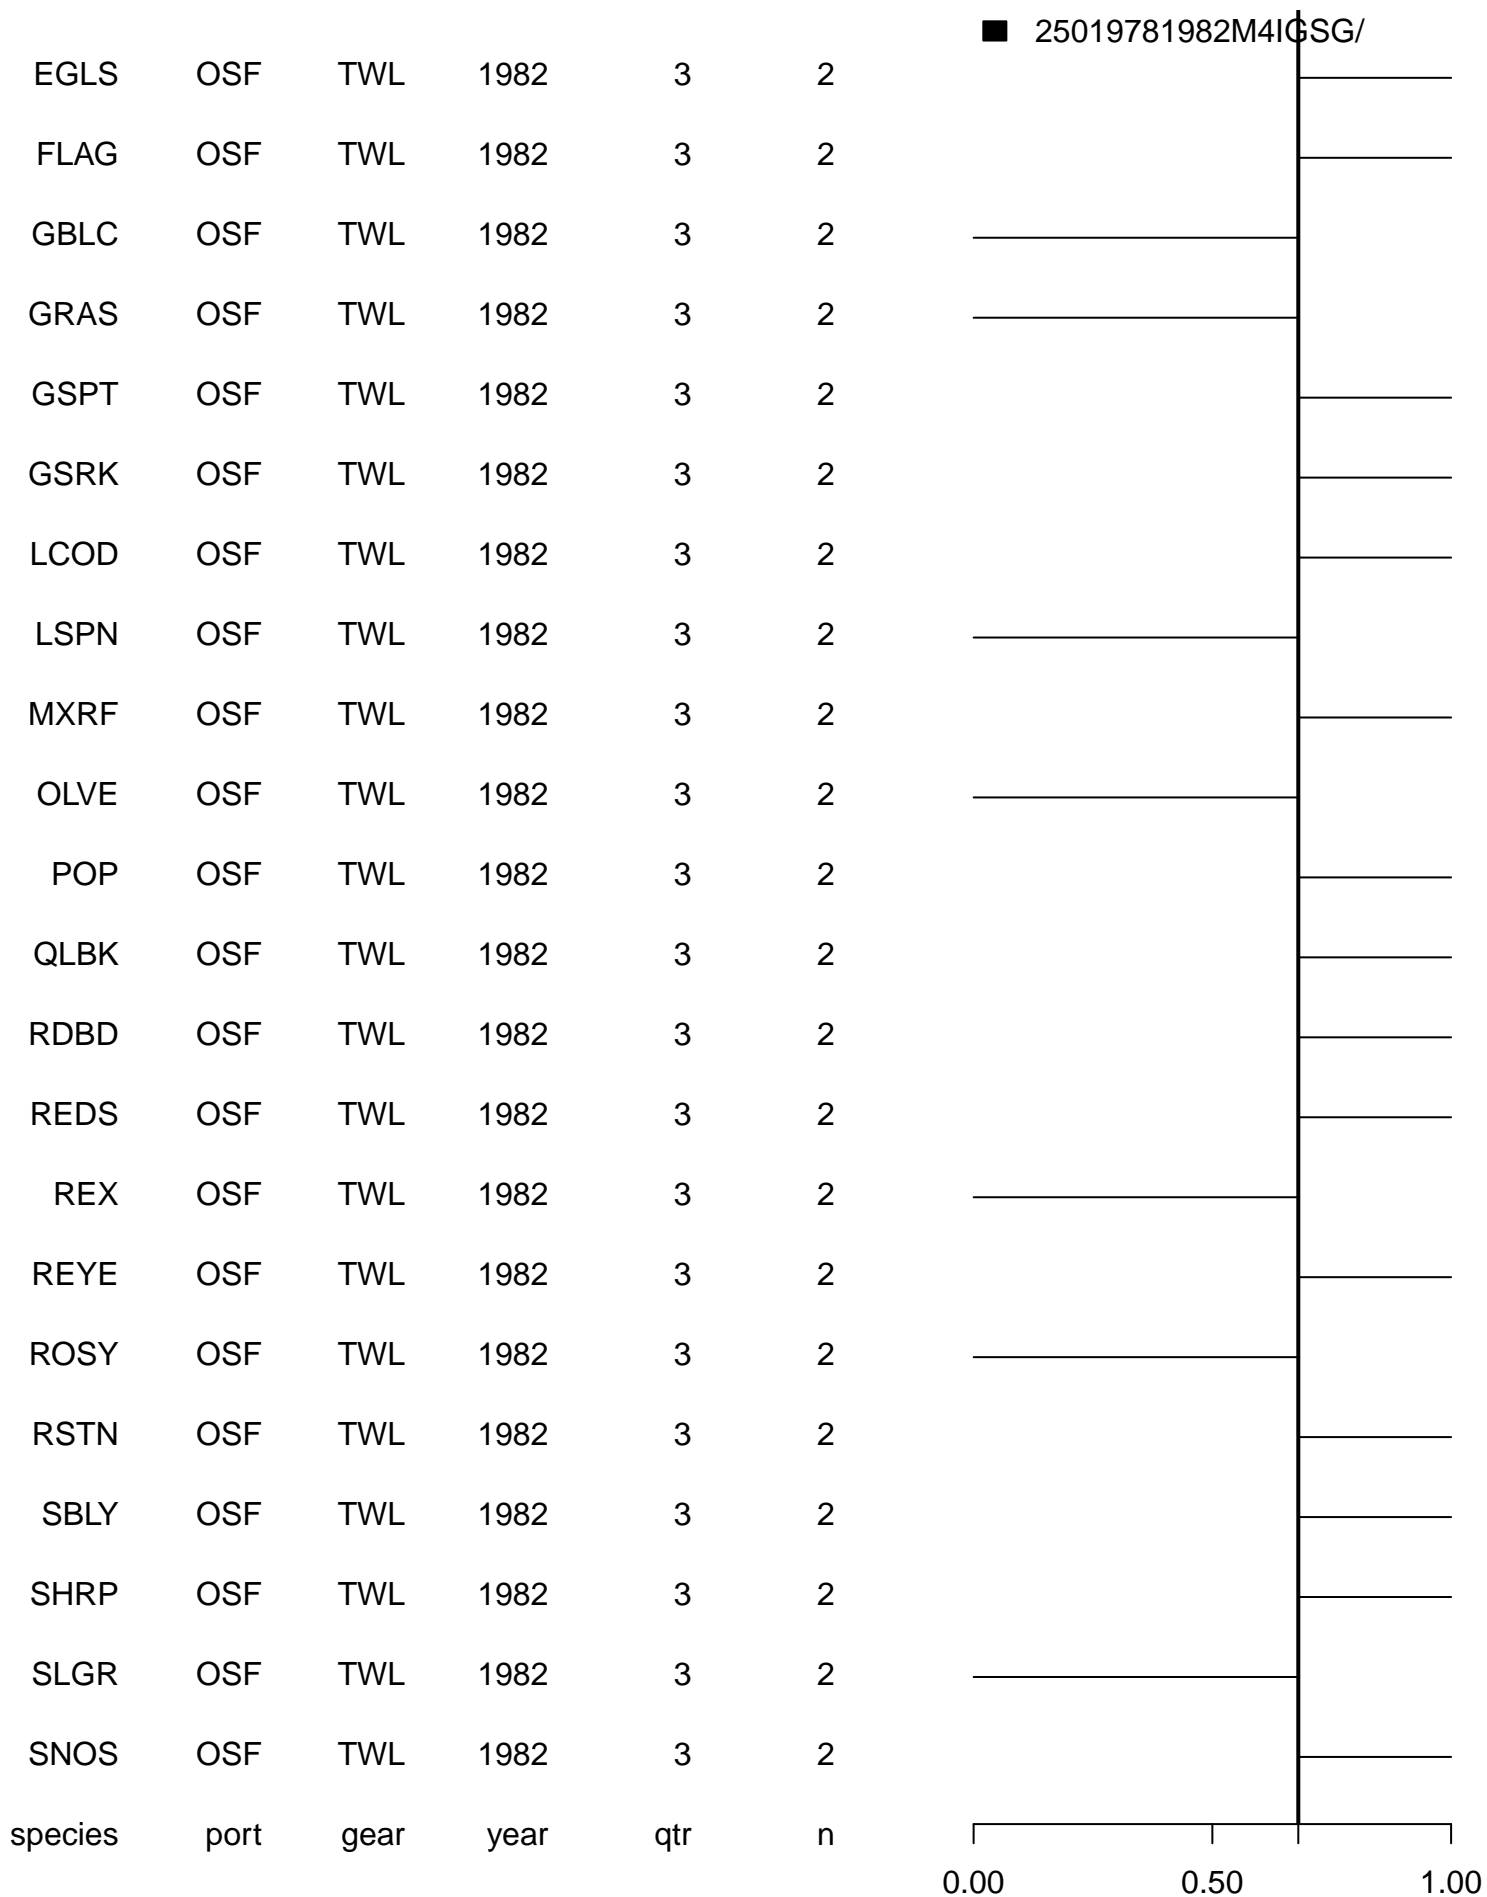 25019781982M4IGSG/
EGLS OSF TWL 1982 3 2
FLAG OSF TWL 1982 3 2
GBLC OSF TWL 1982 3 2
GRAS OSF TWL 1982 3 2
GSPT OSF TWL 1982 3 2
GSRK OSF TWL 1982 3 2
LCOD OSF TWL 1982 3 2
LSPN OSF TWL 1982 3 2
MXRF OSF TWL 1982 3 2
OLVE OSF TWL 1982 3 2
POP OSF TWL 1982 3 2
QLBK OSF TWL 1982 3 2
RDBD OSF TWL 1982 3 2
REDS OSF TWL 1982 3 2
REX OSF TWL 1982 3 2
REYE OSF TWL 1982 3 2
ROSY OSF TWL 1982 3 2
RSTN OSF TWL 1982 3 2
SBLY OSF TWL 1982 3 2
SHRP OSF TWL 1982 3 2
SLGR OSF TWL 1982 3 2
SNOS OSF TWL 1982 3 2
species port gear year qtr n
0.00 0.50 1.00